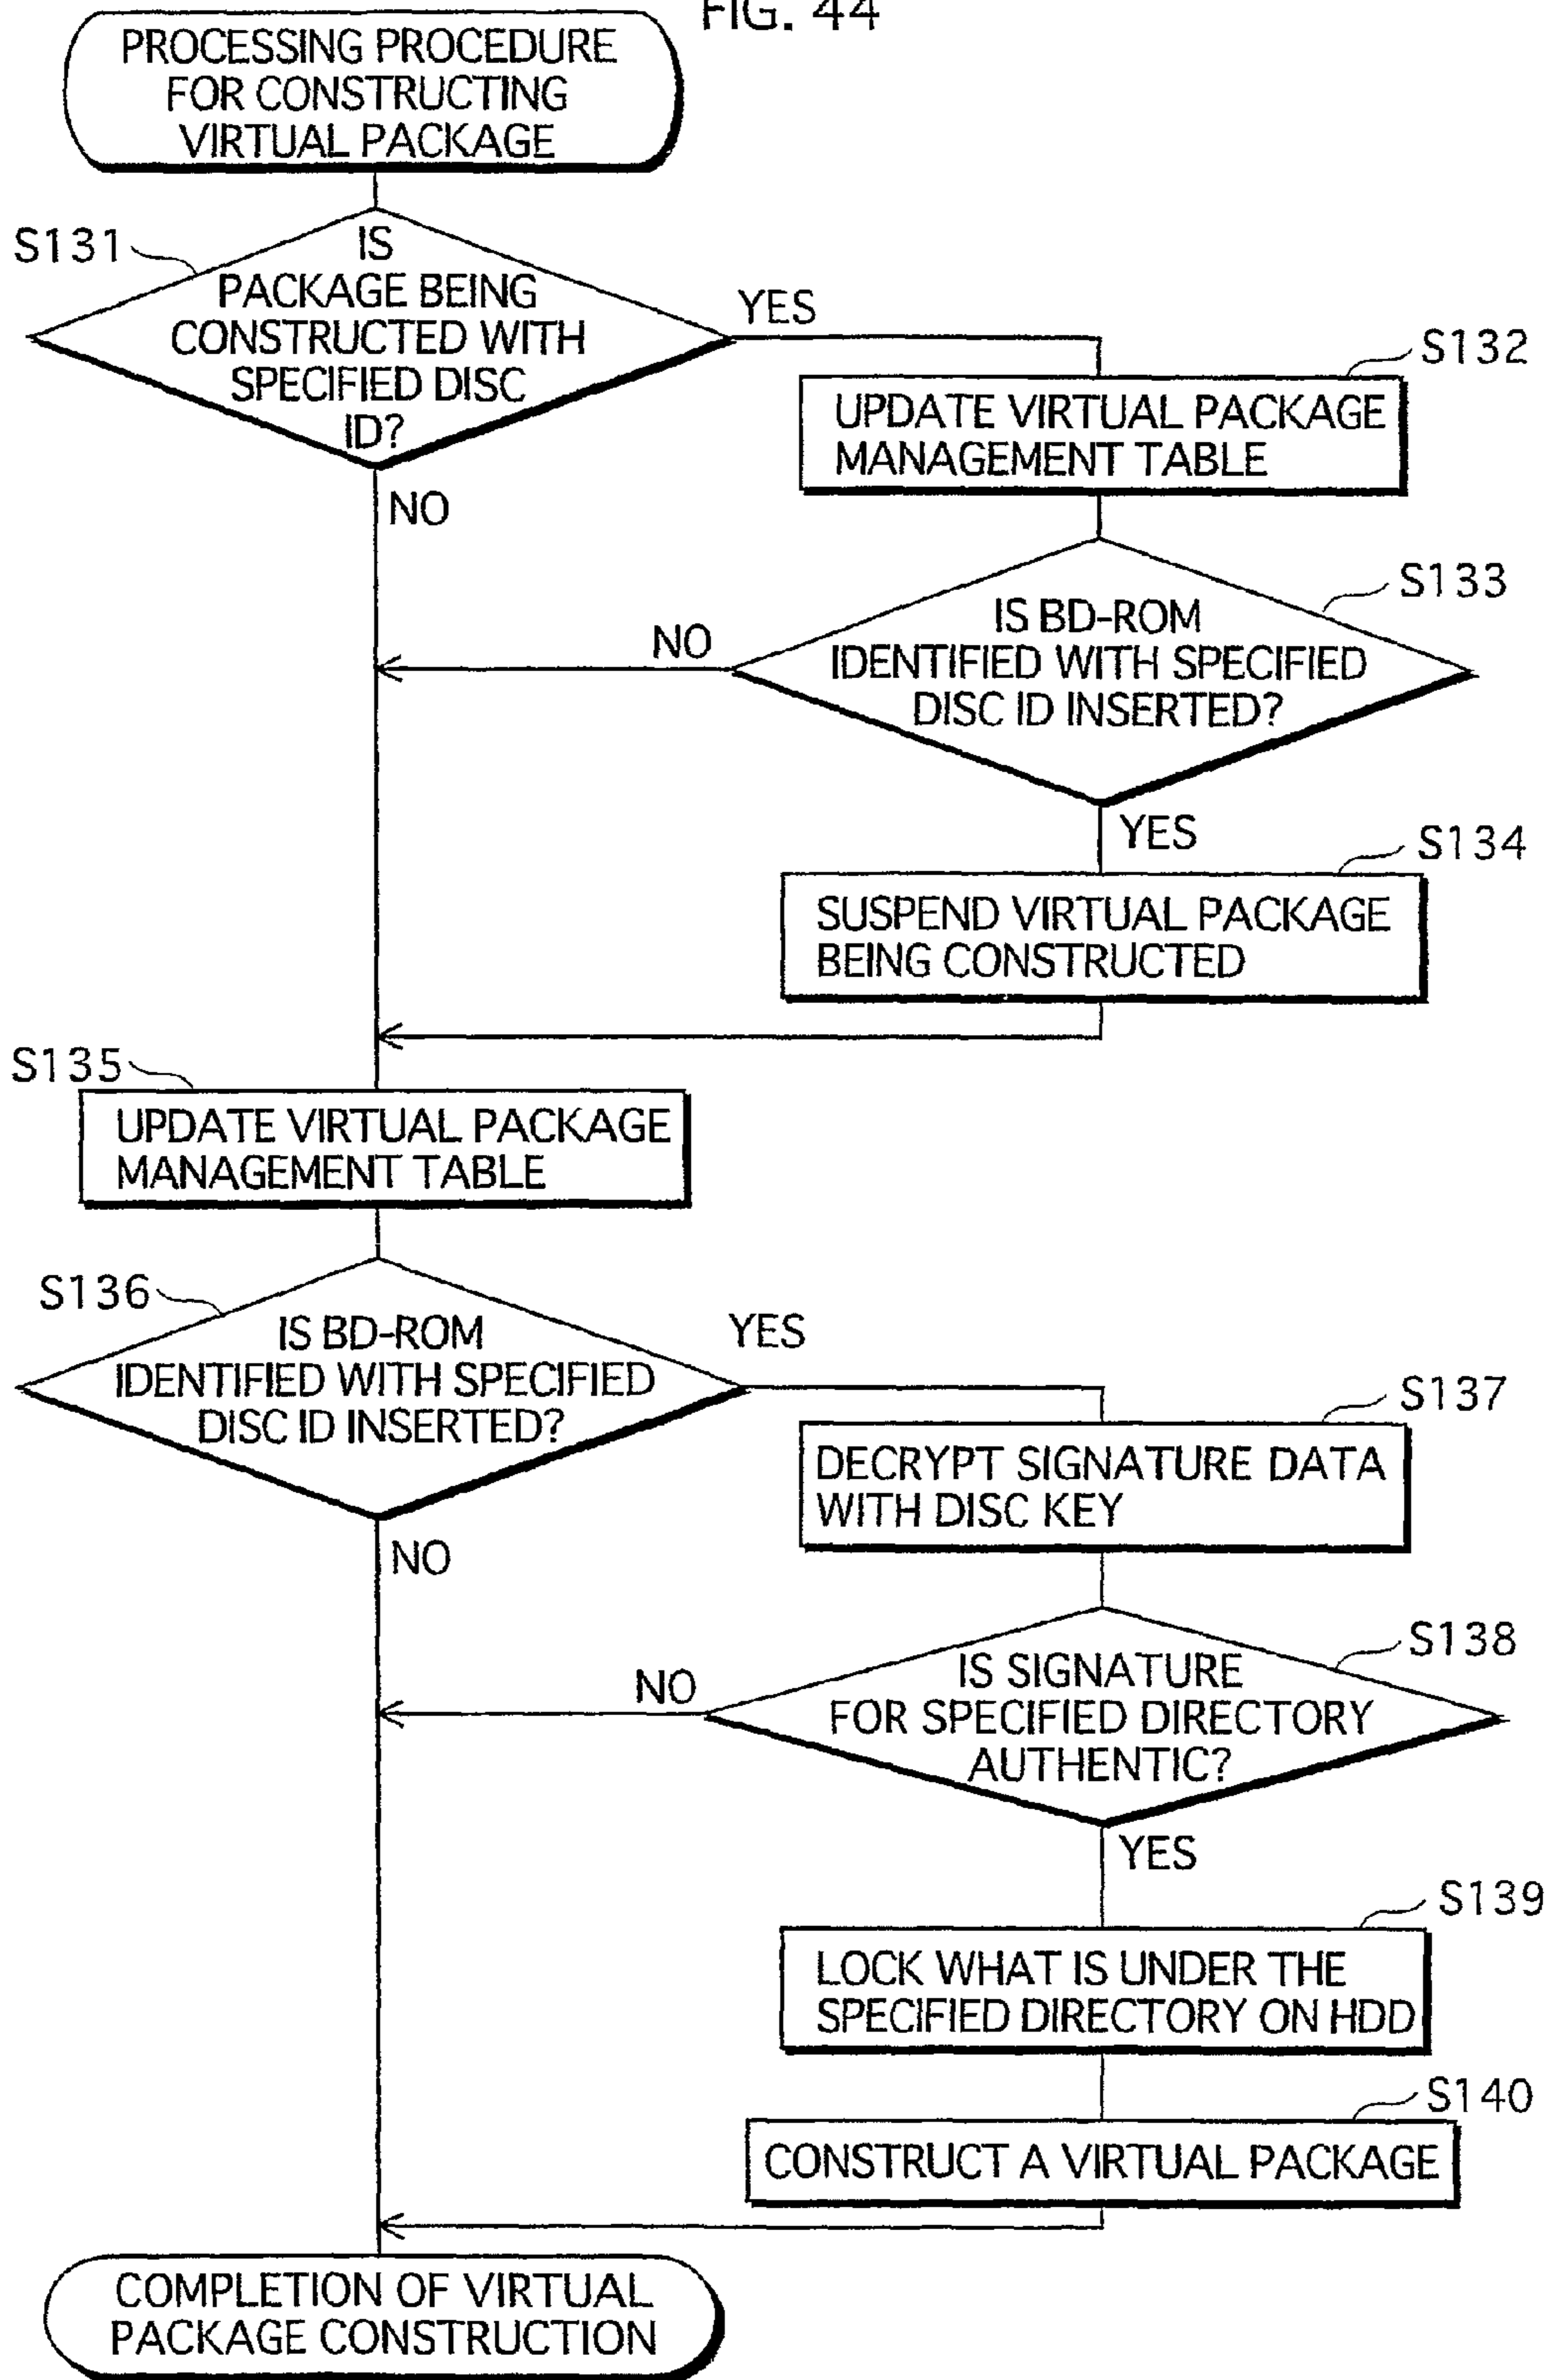 FIG. 44
PROCESSING PROCEDURE
FOR CONSTRUCTING
VIRTUAL PACKAGE
S131
IS
PACKAGE BEING
CONSTRUCTED WITH
SPECIFIED DISC
ID?
YES
NO
S132
UPDATE VIRTUAL PACKAGE
MANAGEMENT TABLE
S133
IS BD-ROM
IDENTIFIED WITH SPECIFIED
DISC ID INSERTED?
NO
YES
S134
SUSPEND VIRTUAL PACKAGE
BEING CONSTRUCTED
S135
UPDATE VIRTUAL PACKAGE
MANAGEMENT TABLE
S136
IS BD-ROM
IDENTIFIED WITH SPECIFIED
DISC ID INSERTED?
YES
NO
S137
DECRYPT SIGNATURE DATA
WITH DISC KEY
S138
IS SIGNATURE
FOR SPECIFIED DIRECTORY
AUTHENTIC?
NO
YES
S139
LOCK WHAT IS UNDER THE
SPECIFIED DIRECTORY ON HDD
S140
CONSTRUCT A VIRTUAL PACKAGE
COMPLETION OF VIRTUAL
PACKAGE CONSTRUCTION